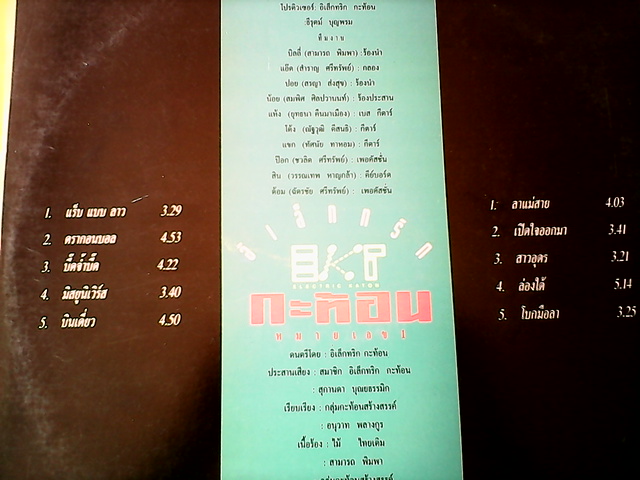 โปรดิวเซอร์: อิเล็กทริก กะท้อน
:ธีรุตม์ บุญพรม
ทีมงาน
บิลลี่ (สามารถ พิมพา) :ร้องนำ
แอ๊ด (สำราญ ศรีทรัพย์) : กลอง
ปอย (สรญา ส่งสุข) : ร้องนำ
น้อย (สมพิศ ศิลปวานนท์) : ร้องประสาน
แท้ง (ยุทธนา คืนมาเมือง) : เบส กีตาร์
โต้ง (ณัฐวุฒิ ดีสนธิ) : กีตาร์
แขก (ทัศนัย ทาหอม) : กีตาร์
ป๊อก (ชวลิต ศรีทรัพย์) : เพอคัสชั่น
สิน (วรรณเทพ หาญกล้า) : คีย์บอร์ด
ต้อม (ฉัตรชัย ศรีทรัพย์) : เพอคัสชั่น
1. แร็บ แบบ ลาว 3.29
2. ดรากอนบอล 4.53
3. บั๊ดจ้ำบั๊ด 4.22
4. มิสยูนิเวิร์ส 3.40
5. บินเดี่ยว 4.50
อิเล็กทริก
EKT
ELECTRIC KATON
กะท้อน
หมายเลข 1
1. ลาแม่สาย 4.03
2. เปิดใจออกมา 3.41
3. สาวอุดร 3.21
4. ล่องใต้ 5.14
5. โบกมือลา 3.25
ดนตรีโดย : อิเล็กทริก กะท้อน
ประสานเสียง : สมาชิก อิเล็กทริก กะท้อน
: สุกานดา บุณยธรรมิก
เรียบเรียง : กลุ่มกะท้อนสร้างสรรค์
: อนุวาท พลางกูร
เนื้อร้อง : ไม้ ไทยเดิม
: สามารถ พิมพา
กลุ่มกะท้อนสร้างสรรค์